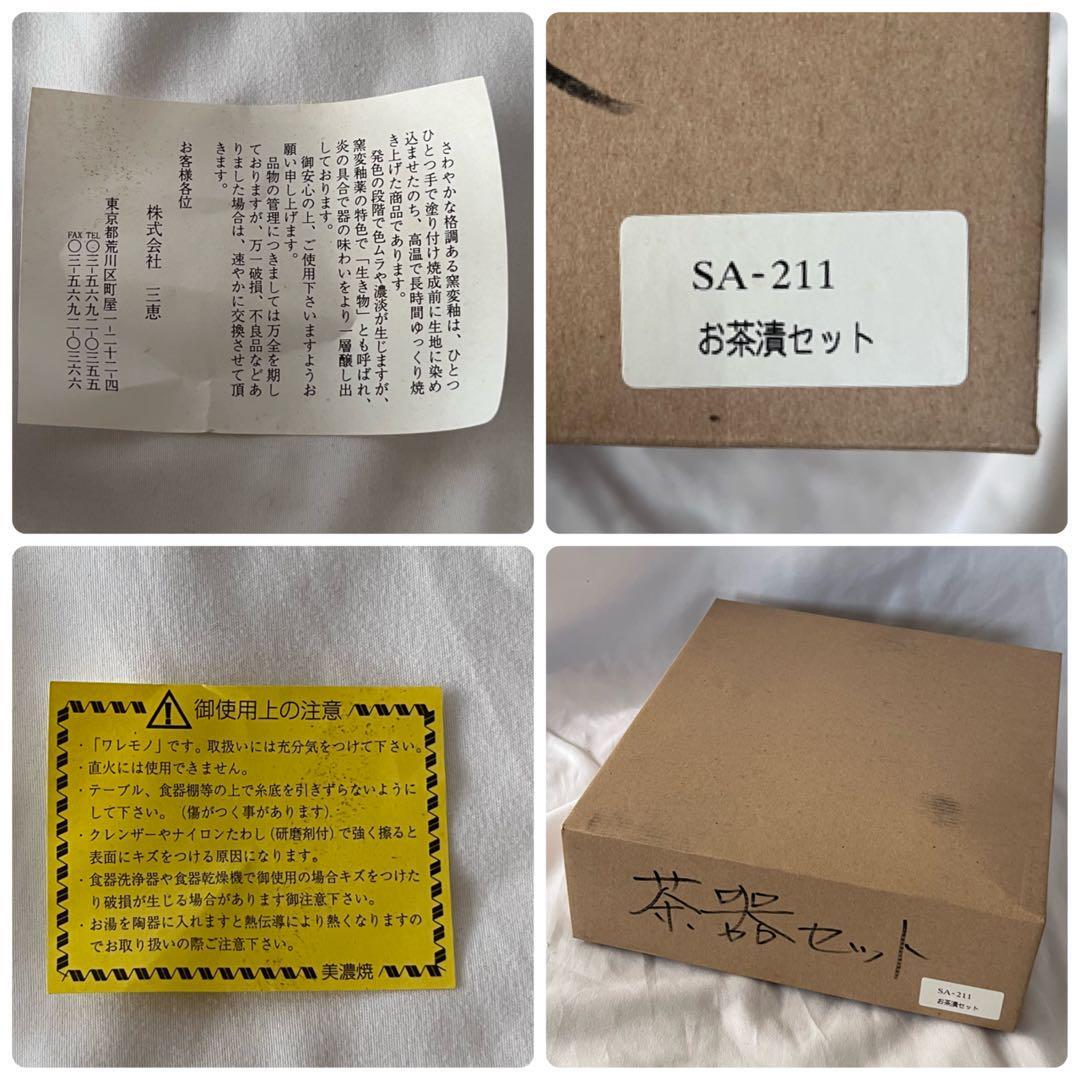 さわやかな格調ある窯変釉は、ひとつ
ひとつ手で塗り付け焼成前に生地に染め
込ませたのち、高温で長時間ゆっくり焼
き上げた商品であります。
発色の段階で色ムラや濃淡が生じますが、
窯変釉薬の特色で「生き物」とも呼ばれ、
炎の具合で器の味わいをより一層醸し出
しております。
御安心の上、ご使用下さいますようお
願い申し上げます。
品物の管理につきましては万全を期し
ておりますが、万一破損、不良品などあ
りました場合は、速やかに交換させて頂
きます。
お客様各位
株式会社 三恵
東京都荒川区町屋一-二十二-四
TEL 〇三-五六九二-〇三五五
FAX 〇三-五六九二-〇三六六
SA-211
お茶漬セット
御使用上の注意
・「ワレモノ」です。取扱いには充分気をつけて下さい。
・直火には使用できません。
・テーブル、食器棚等の上で糸底を引きずらないように
して下さい。（傷がつく事があります）.
・クレンザーやナイロンたわし（研磨剤付）で強く擦ると
表面にキズをつける原因になります。
・食器洗浄器や食器乾燥機で御使用の場合キズをつけた
り破損が生じる場合があります御注意下さい。
・お湯を陶器に入れますと熱伝導により熱くなりますの
でお取り扱いの際ご注意下さい。
美濃焼
茶器セット
SA-211
お茶漬セット